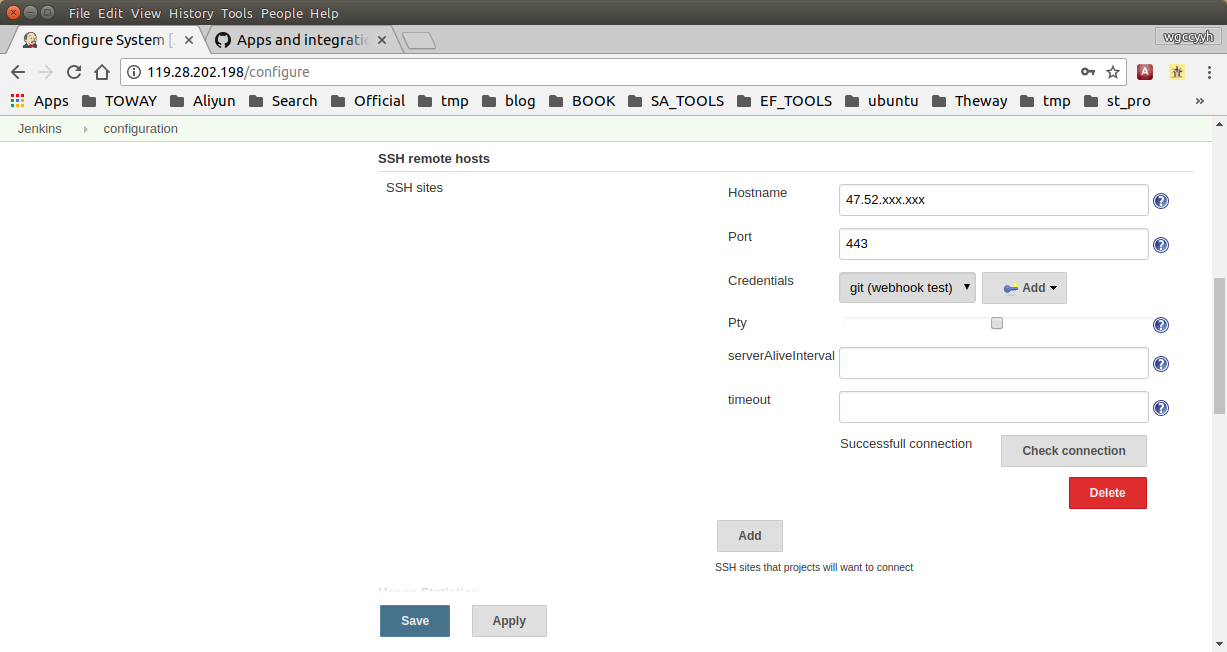 File Edit View History Tools People Help
Configure System [
Apps and integratio
wgccyyh
119.28.202.198/configure
A
Apps TOWAY Aliyun Search Official tmp blog BOOK SA_TOOLS EF_TOOLS ubuntu Theway tmp st_pro »
Jenkins configuration
SSH remote hosts
SSH sites
Hostname 47.52.xxx.xxx
Port 443
Credentials git (webhook test) Add
Pty
serverAliveInterval
timeout
Successfull connection Check connection
Delete
Add
SSH sites that projects will want to connect
Save Apply